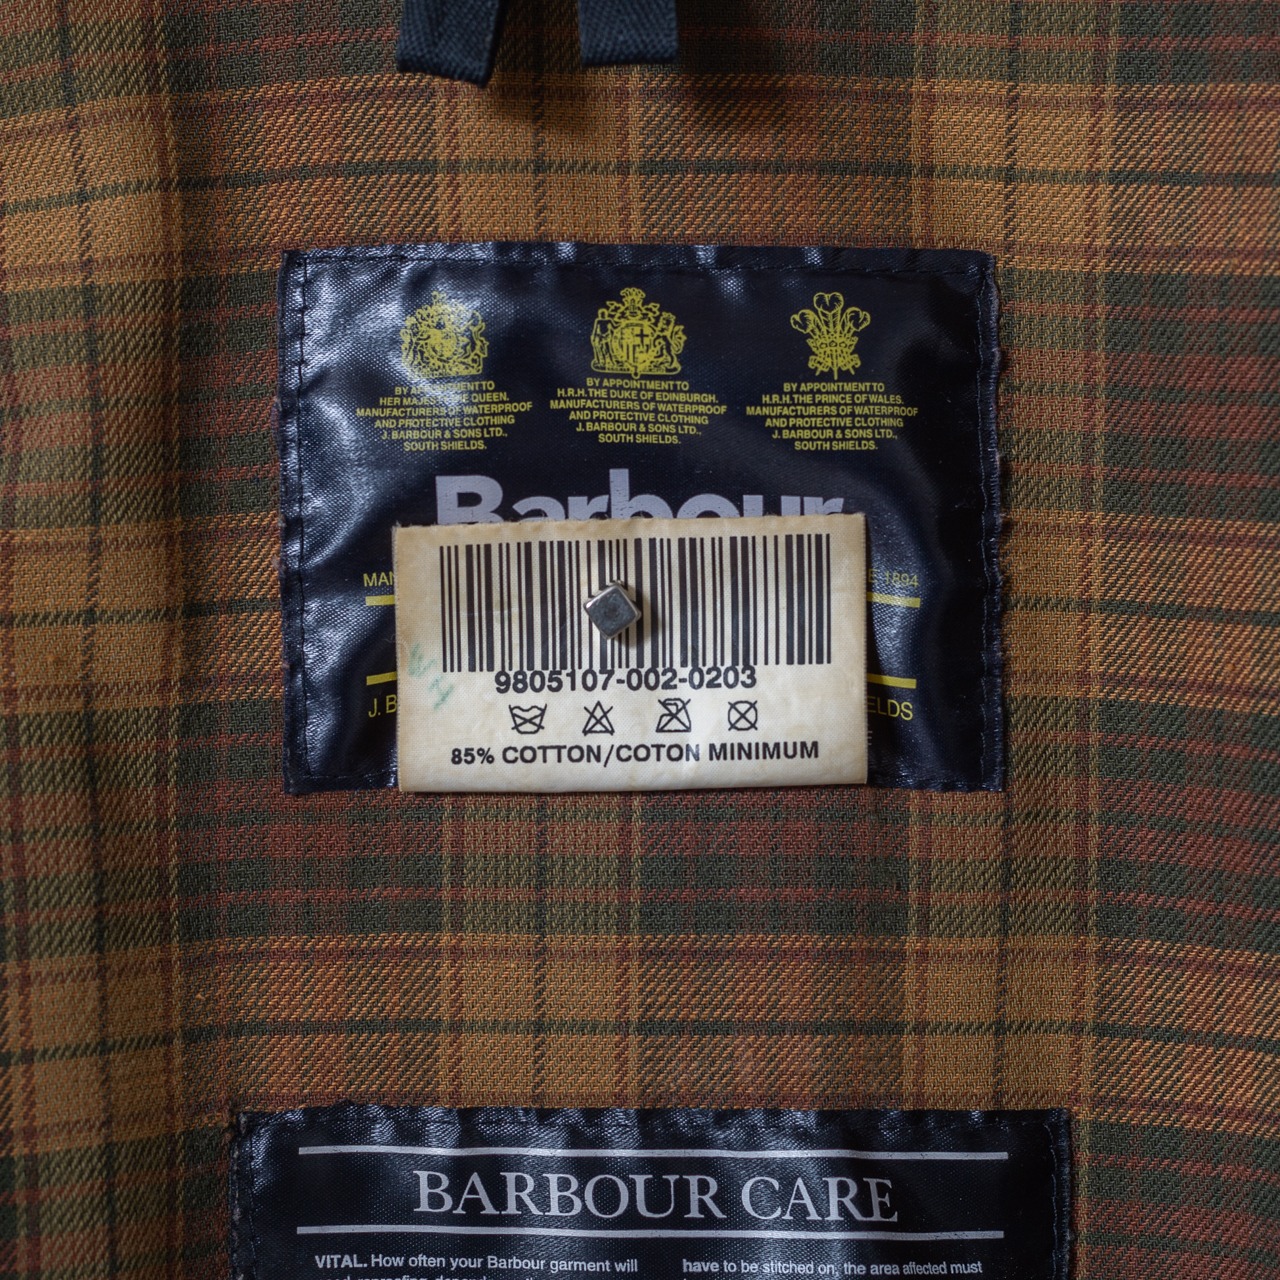 BY APPOINTMENT TO
HER MAJESTY THE QUEEN.
MANUFACTURERS OF WATERPROOF
AND PROTECTIVE CLOTHING
J. BARBOUR & SONS LTD.,
SOUTH SHIELDS.
BY APPOINTMENT TO
H.R.H. THE DUKE OF EDINBURGH.
MANUFACTURERS OF WATERPROOF
AND PROTECTIVE CLOTHING
J. BARBOUR & SONS LTD.,
SOUTH SHIELDS.
BY APPOINTMENT TO
H.R.H. THE PRINCE OF WALES.
MANUFACTURERS OF WATERPROOF
AND PROTECTIVE CLOTHING
J. BARBOUR & SONS LTD.,
SOUTH SHIELDS.
Barbour
1894
9805107-002-0203
85% COTTON/COTON MINIMUM
BARBOUR CARE
VITAL. How often your Barbour garment will
have to be stitched on, the area affected must